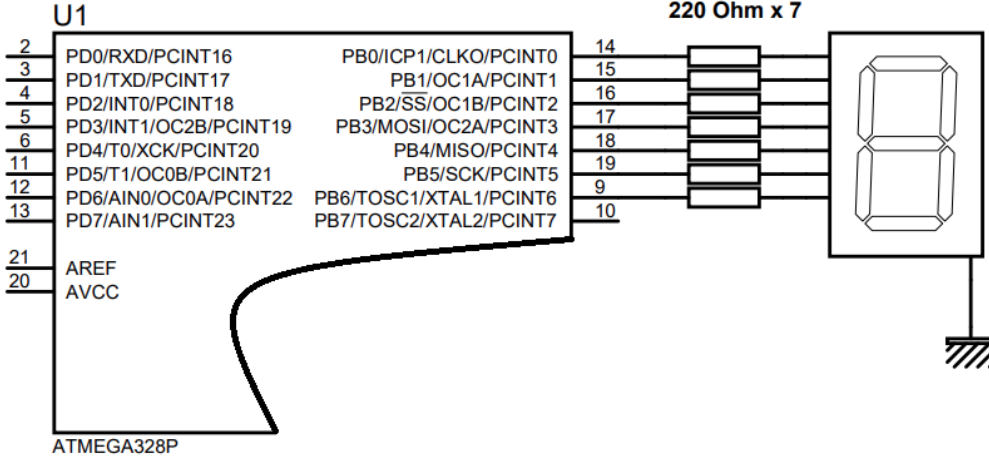 220 Ohm x 7
U1
2 PD0/RXD/PCINT16 PB0/ICP1/CLKO/PCINT0 14
3 PD1/TXD/PCINT17 PB1/OC1A/PCINT1 15
4 PD2/INT0/PCINT18 PB2/SS/OC1B/PCINT2 16
5 PD3/INT1/OC2B/PCINT19 PB3/MOSI/OC2A/PCINT3 17
6 PD4/T0/XCK/PCINT20 PB4/MISO/PCINT4 18
11 PD5/T1/OC0B/PCINT21 PB5/SCK/PCINT5 19
12 PD6/AIN0/OC0A/PCINT22 PB6/TOSC1/XTAL1/PCINT6 9
13 PD7/AIN1/PCINT23 PB7/TOSC2/XTAL2/PCINT7 10
21 AREF
20 AVCC
ATMEGA328P